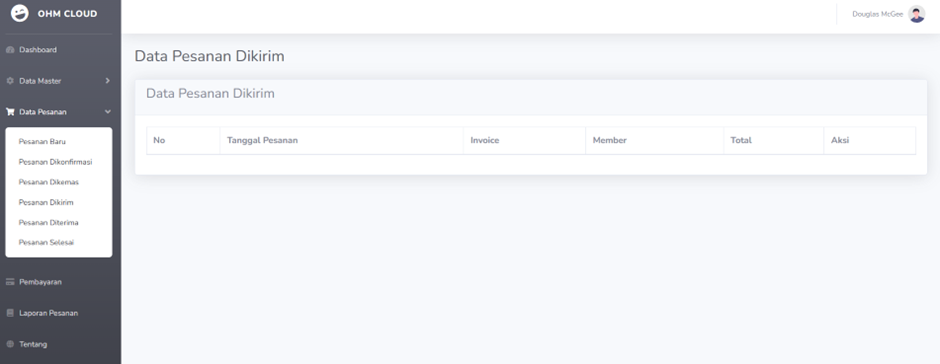 OHM CLOUD
Douglas McGee
Dashboard
Data Master
Data Pesanan
Pesanan Baru
Pesanan Dikonfirmasi
Pesanan Dikemas
Pesanan Dikirim
Pesanan Diterima
Pesanan Selesai
Pembayaran
Laporan Pesanan
Tentang
Data Pesanan Dikirim
Data Pesanan Dikirim
No Tanggal Pesanan Invoice Member Total Aksi